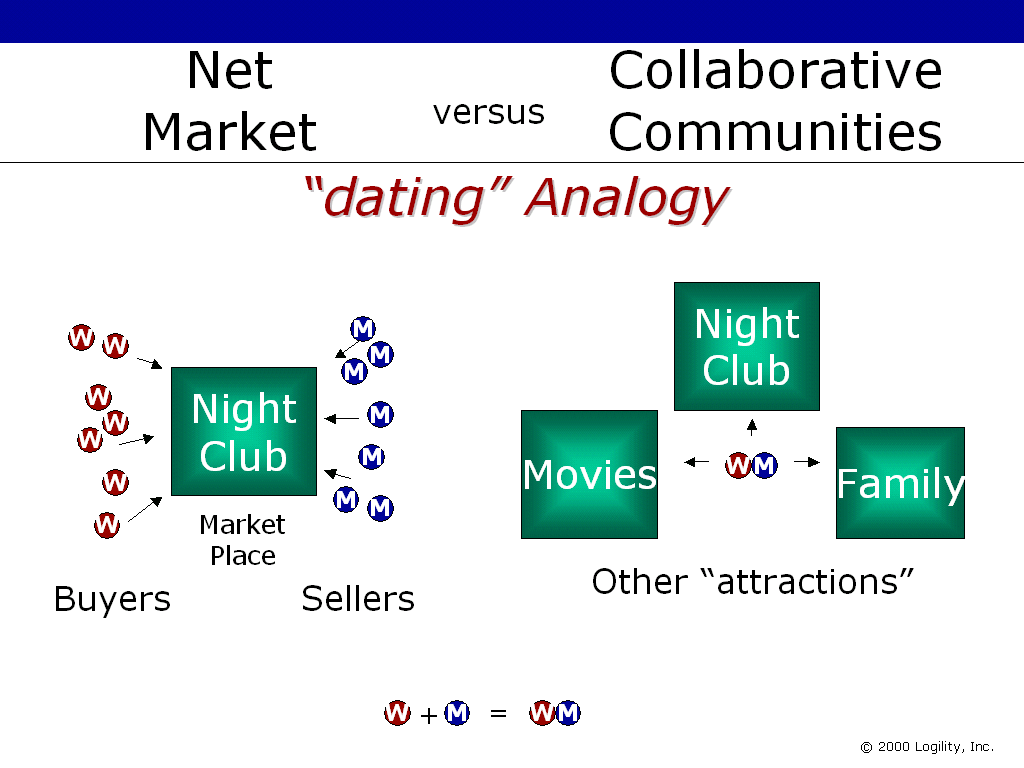 Net
Market
versus
Collaborative
Communities
“dating” Analogy
W
W
W
W
W
W
W
Night
Club
Market
Place
M
M
M
M
M
M
M
Buyers
Sellers
Night
Club
Movies
W M
Family
Other “attractions”
W + M = W M
© 2000 Logility, Inc.